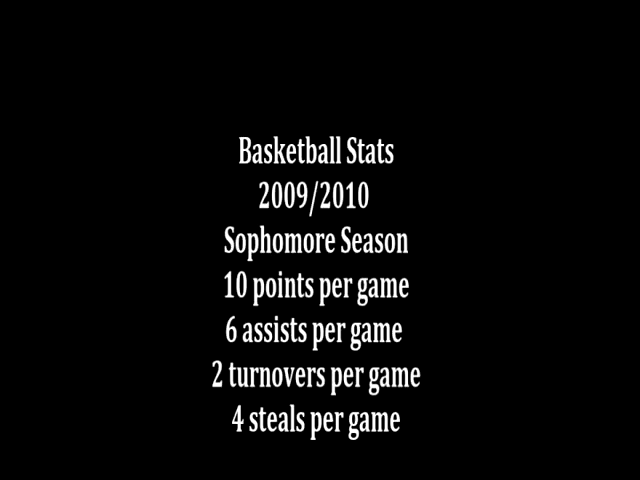 Basketball Stats
2009/2010
Sophomore Season
10 points per game
6 assists per game
2 turnovers per game
4 steals per game